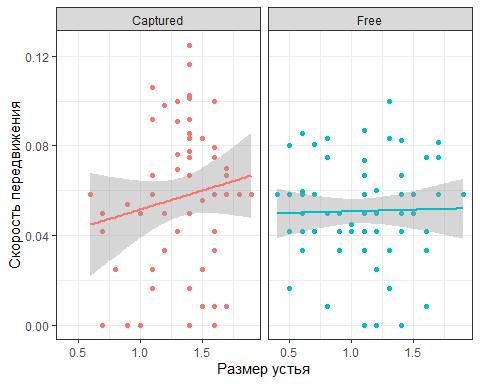 Captured Free
Скорость передвижения
0.12
0.08
0.04
0.00
0.5 1.0 1.5 0.5 1.0 1.5
Размер устья